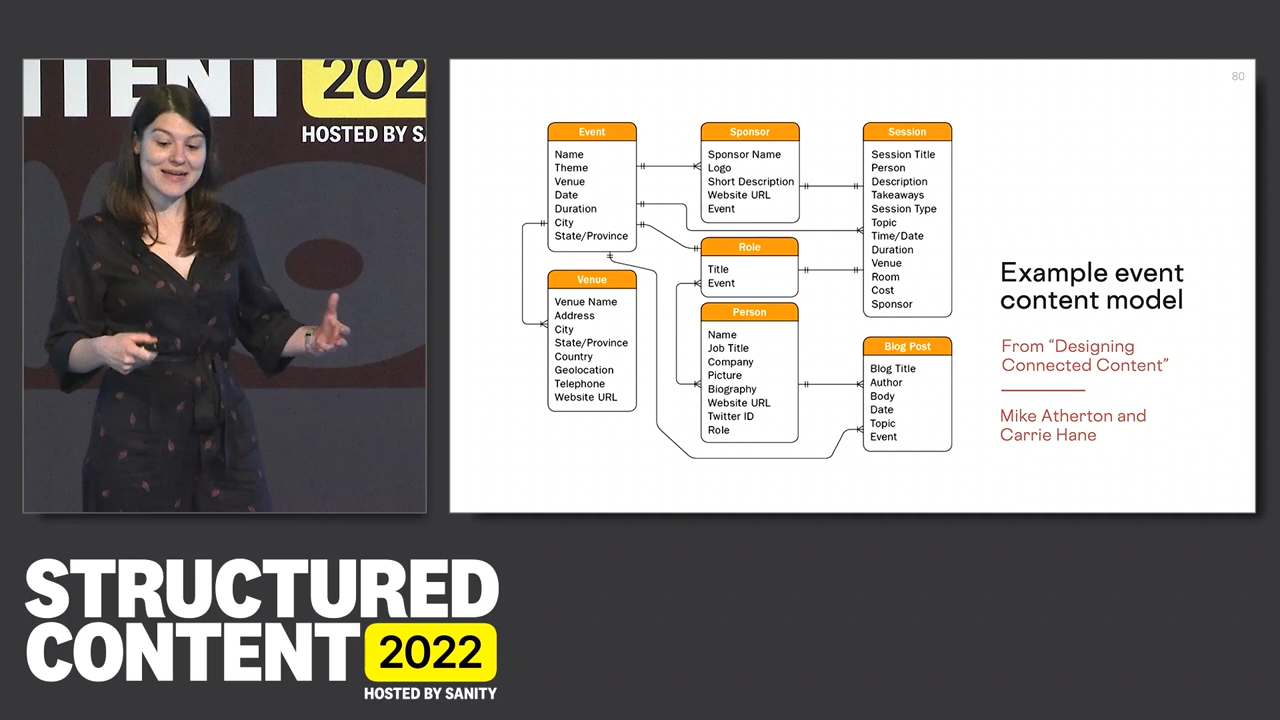 TENT
202
HOSTED BY S
80
Event
Name
Theme
Venue
Date
Duration
City
State/Province
Sponsor
Sponsor Name
Logo
Short Description
Website URL
Event
Session
Session Title
Person
Description
Takeaways
Session Type
Topic
Time/Date
Duration
Venue
Room
Cost
Sponsor
Role
Title
Event
Venue
Venue Name
Address
City
State/Province
Country
Geolocation
Telephone
Website URL
Person
Name
Job Title
Company
Picture
Biography
Website URL
Twitter ID
Role
Blog Post
Blog Title
Author
Body
Date
Topic
Event
Example event
content model
From “Designing
Connected Content”
Mike Atherton and
Carrie Hane
STRUCTURED
CONTENT 2022
HOSTED BY SANITY